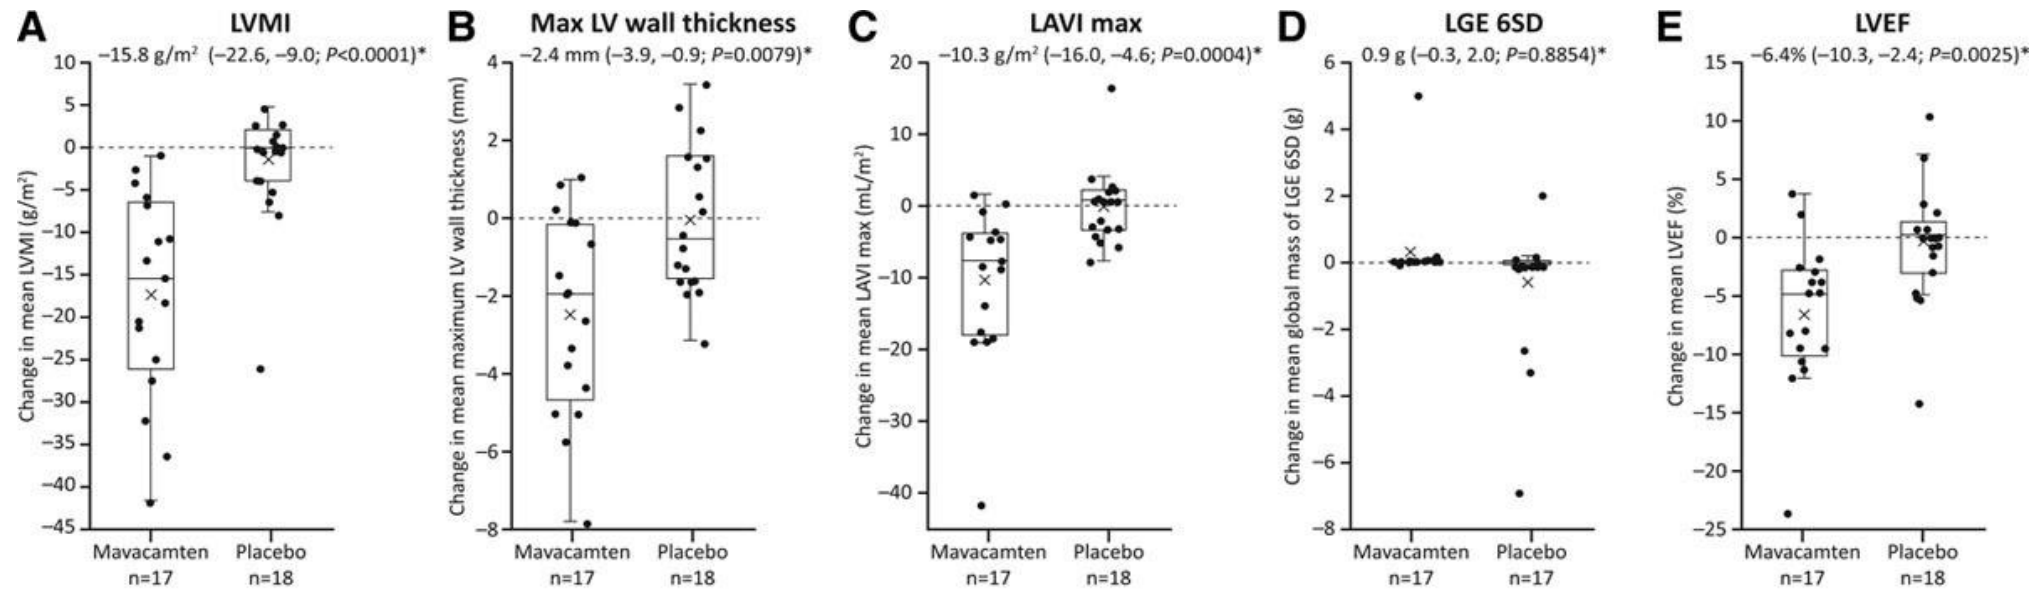 A LVMI
−15.8 g/m² (−22.6, −9.0; P<0.0001)*
Change in mean LVMI (g/m²)
10
5
0
−5
−10
−15
−20
−25
−30
−35
−40
−45
Mavacamten Placebo
n=17 n=18
B Max LV wall thickness
−2.4 mm (−3.9, −0.9; P=0.0079)*
Change in mean maximum LV wall thickness (mm)
4
2
0
−2
−4
−6
−8
Mavacamten Placebo
n=17 n=18
C LAVI max
−10.3 g/m² (−16.0, −4.6; P=0.0004)*
Change in mean LAVI max (mL/m²)
20
10
0
−10
−20
−30
−40
Mavacamten Placebo
n=17 n=18
D LGE 6SD
0.9 g (−0.3, 2.0; P=0.8854)*
Change in mean global mass of LGE 6SD (g)
6
4
2
0
−2
−4
−6
−8
Mavacamten Placebo
n=17 n=17
E LVEF
−6.4% (−10.3, −2.4; P=0.0025)*
Change in mean LVEF (%)
15
10
5
0
−5
−10
−15
−20
−25
Mavacamten Placebo
n=17 n=18